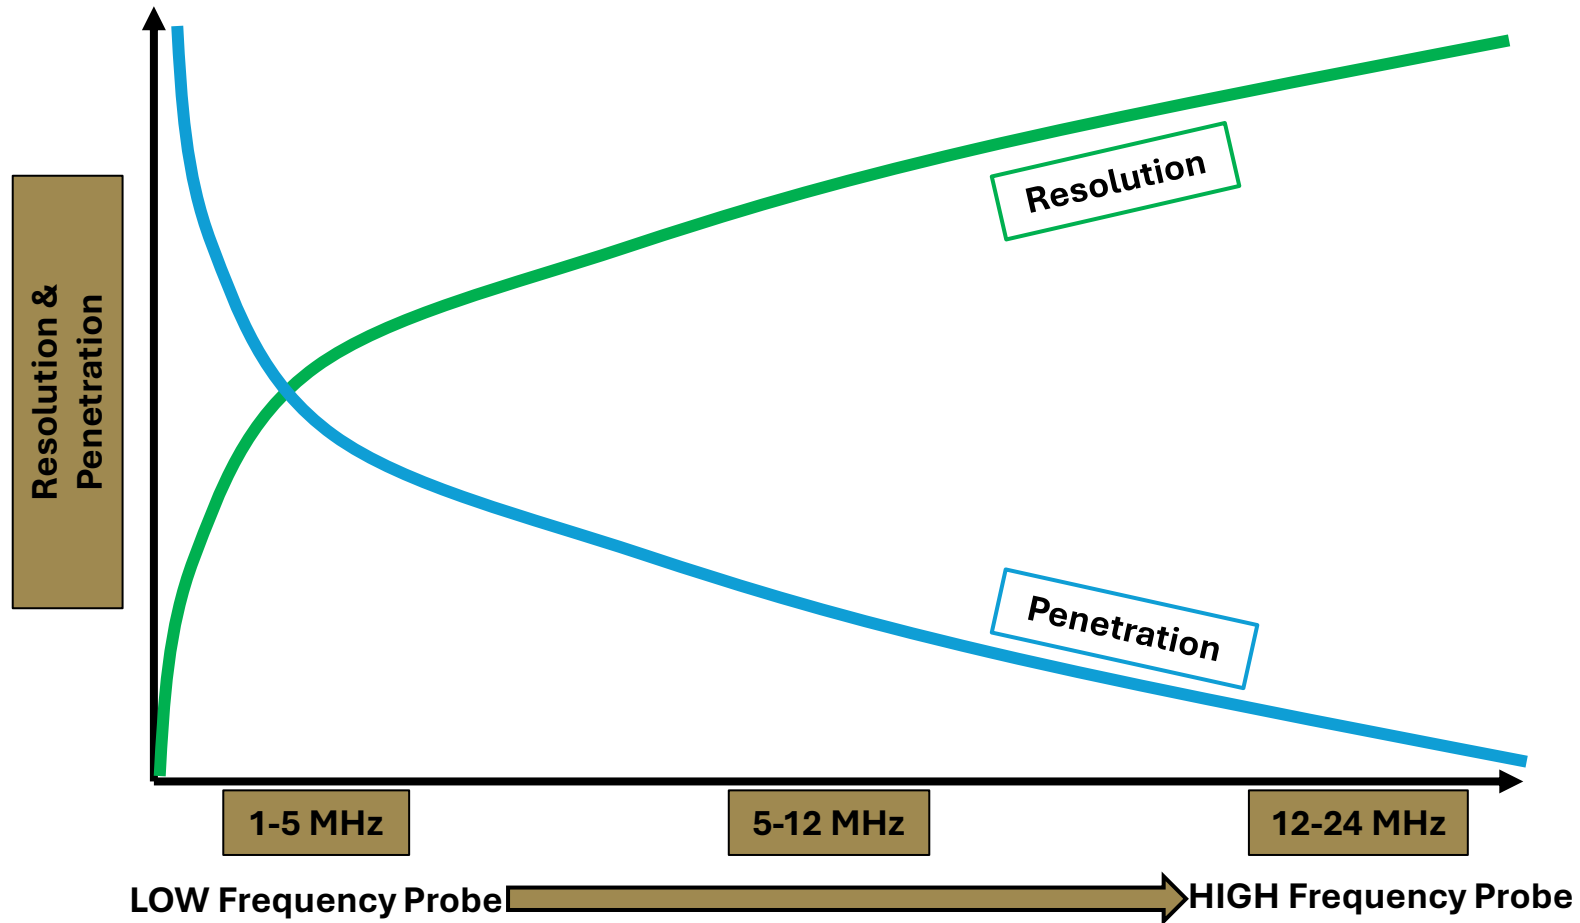 Resolution &
Penetration
Resolution
Penetration
1-5 MHz
5-12 MHz
12-24 MHz
LOW Frequency Probe
HIGH Frequency Probe